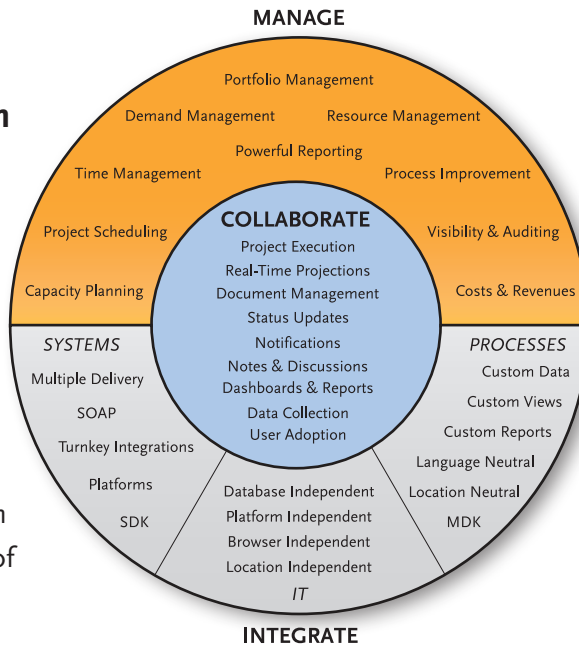 MANAGE
Portfolio Management
Demand Management
Resource Management
Powerful Reporting
Time Management
Process Improvement
Project Scheduling
Visibility & Auditing
Capacity Planning
Costs & Revenues
COLLABORATE
Project Execution
Real-Time Projections
Document Management
Status Updates
Notifications
Notes & Discussions
Dashboards & Reports
Data Collection
User Adoption
SYSTEMS
Multiple Delivery
SOAP
Turnkey Integrations
Platforms
SDK
Database Independent
Platform Independent
Browser Independent
Location Independent
IT
PROCESSES
Custom Data
Custom Views
Custom Reports
Language Neutral
Location Neutral
MDK
INTEGRATE
of